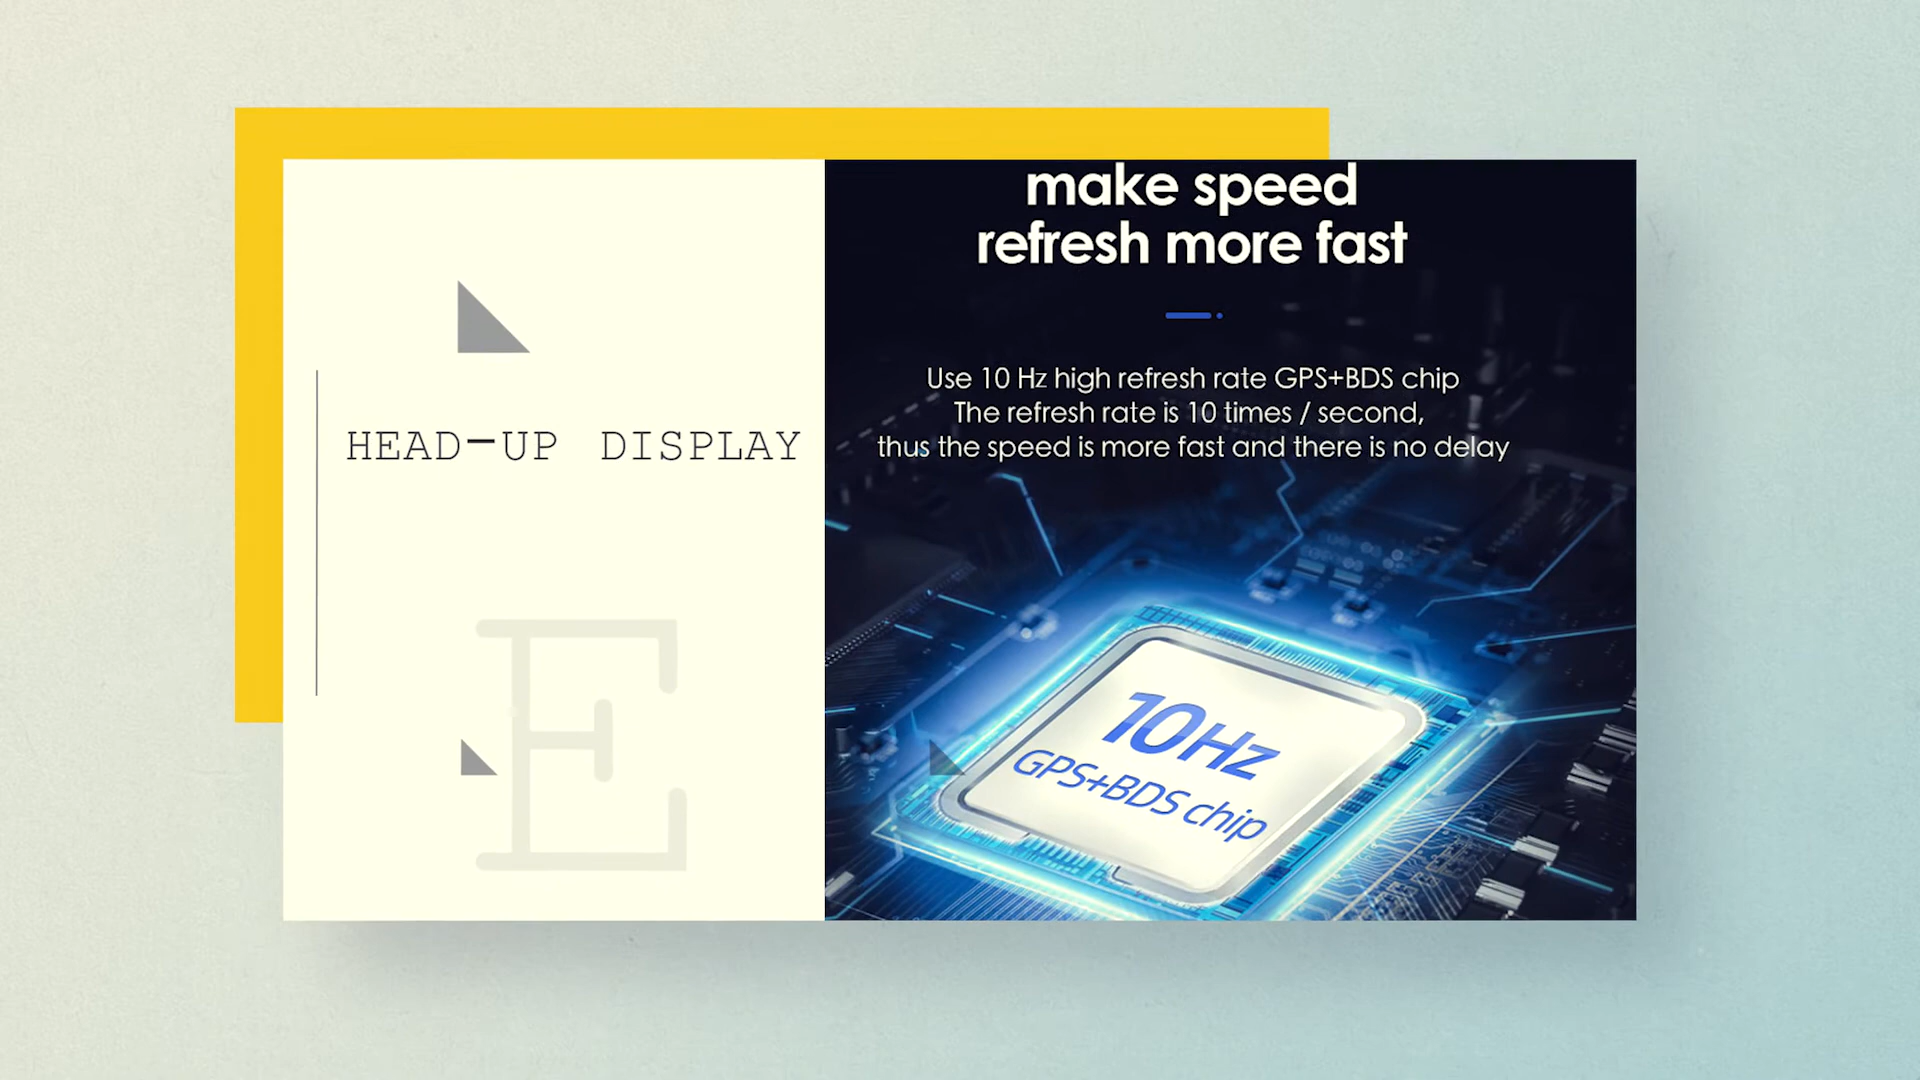 HEAD-UP DISPLAY
E
make speed
refresh more fast
Use 10 Hz high refresh rate GPS+BDS chip
The refresh rate is 10 times / second,
thus the speed is more fast and there is no delay
10Hz
GPS+BDS chip